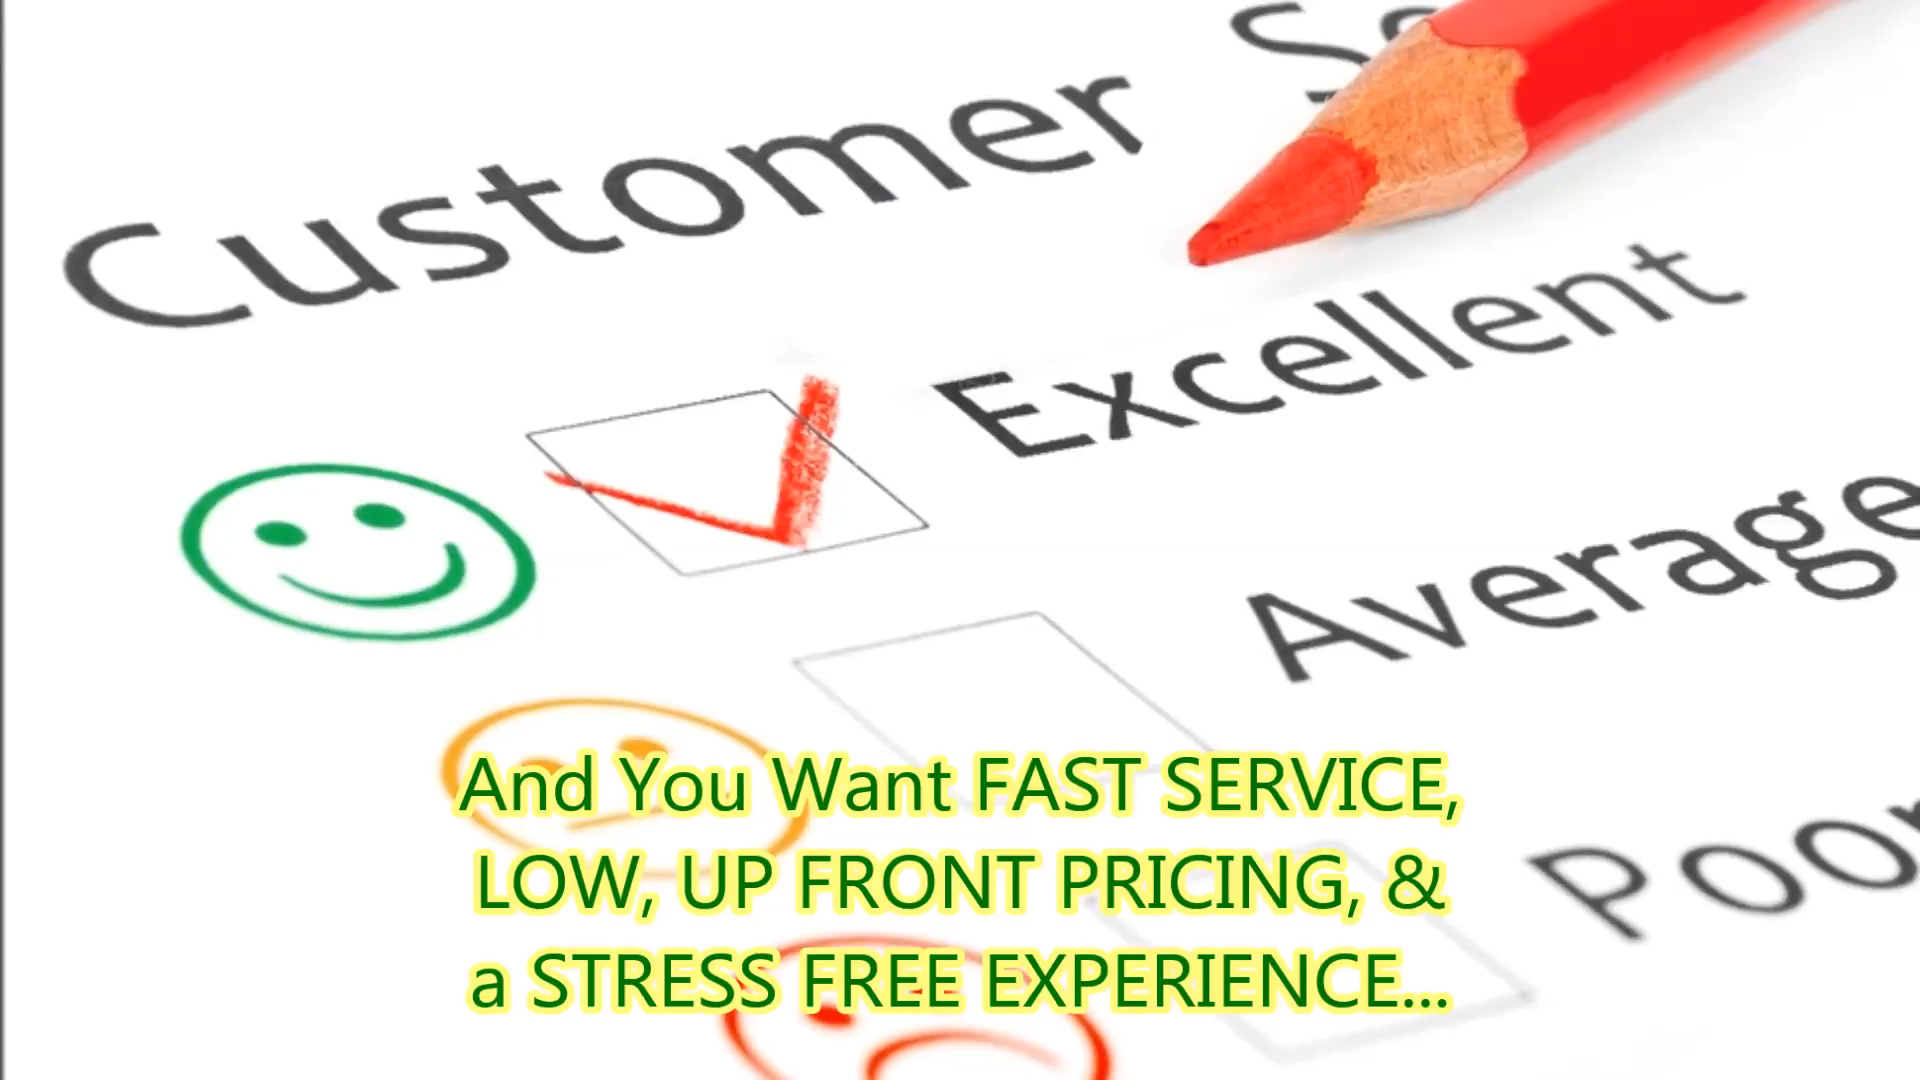 Customer
Excellent
Average
Poor
And You Want FAST SERVICE,
LOW, UP FRONT PRICING, &
a STRESS FREE EXPERIENCE...